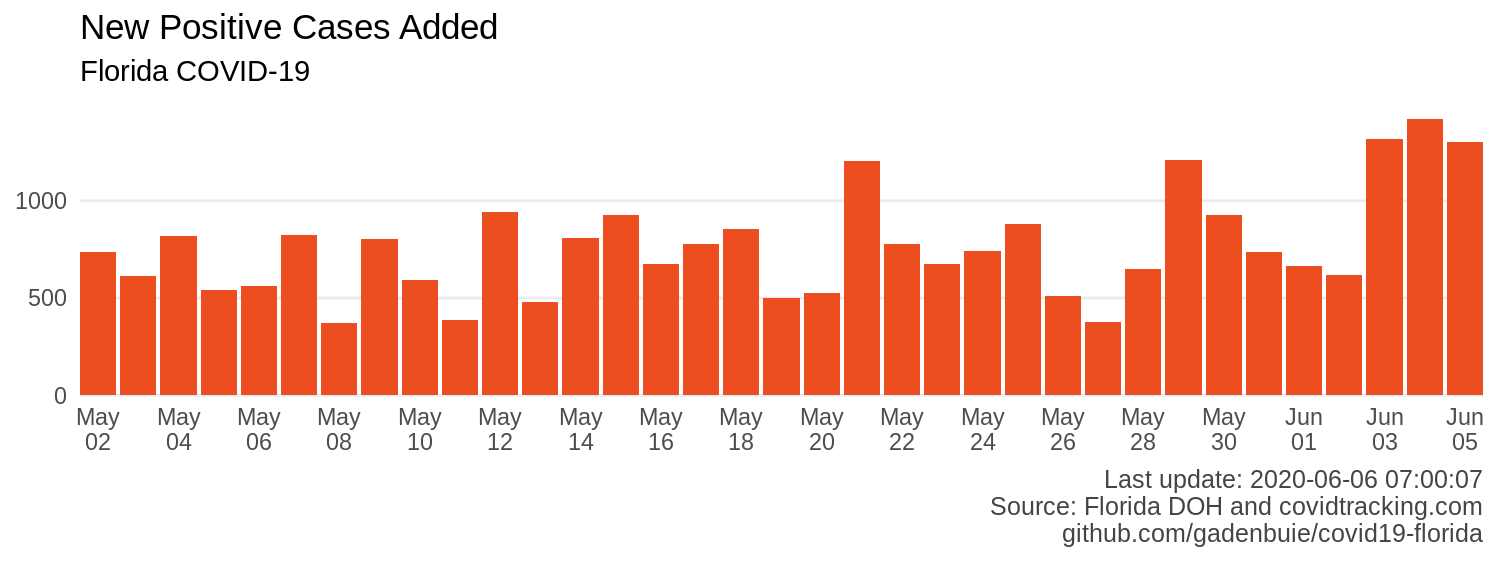 New Positive Cases Added
Florida COVID-19
1000
500
0
May May May May May May May May May May May May May May May Jun Jun Jun
02 04 06 08 10 12 14 16 18 20 22 24 26 28 30 01 03 05
Last update: 2020-06-06 07:00:07
Source: Florida DOH and covidtracking.com
github.com/gadenbuie/covid19-florida